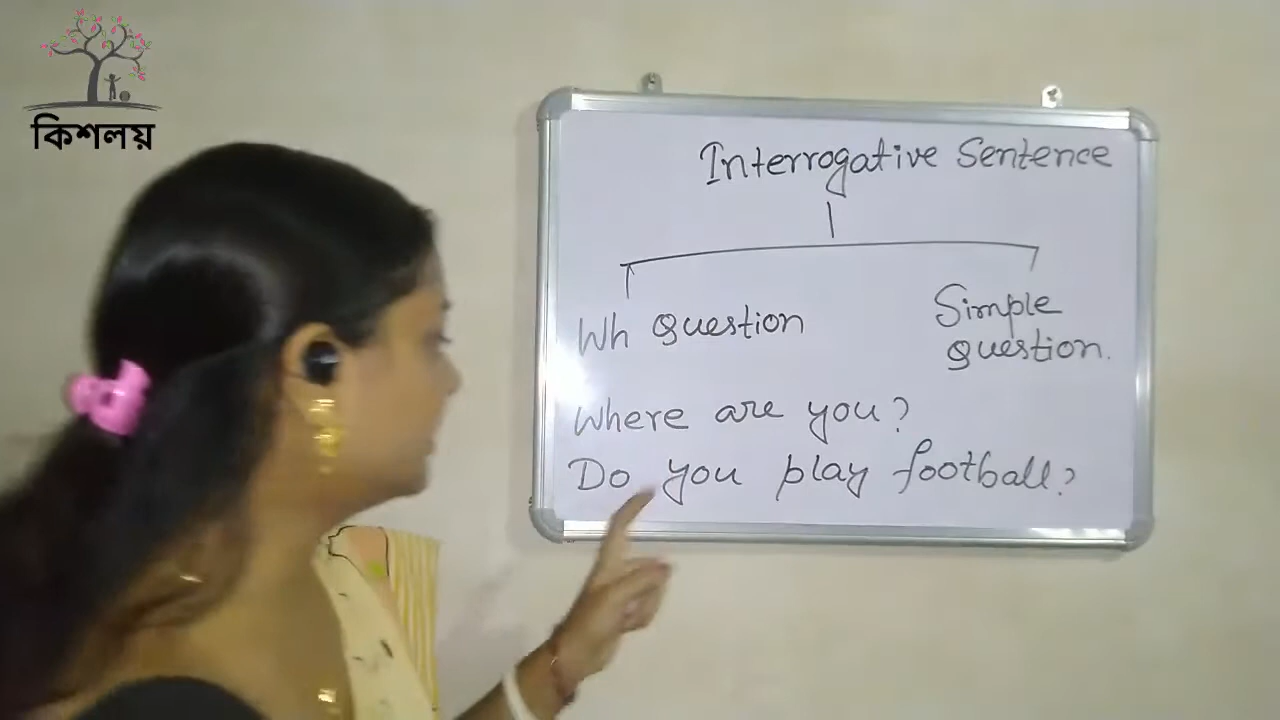 কিশলয়
Interrogative Sentence
Wh Question
Simple
question.
Where are you?
Do you play football?